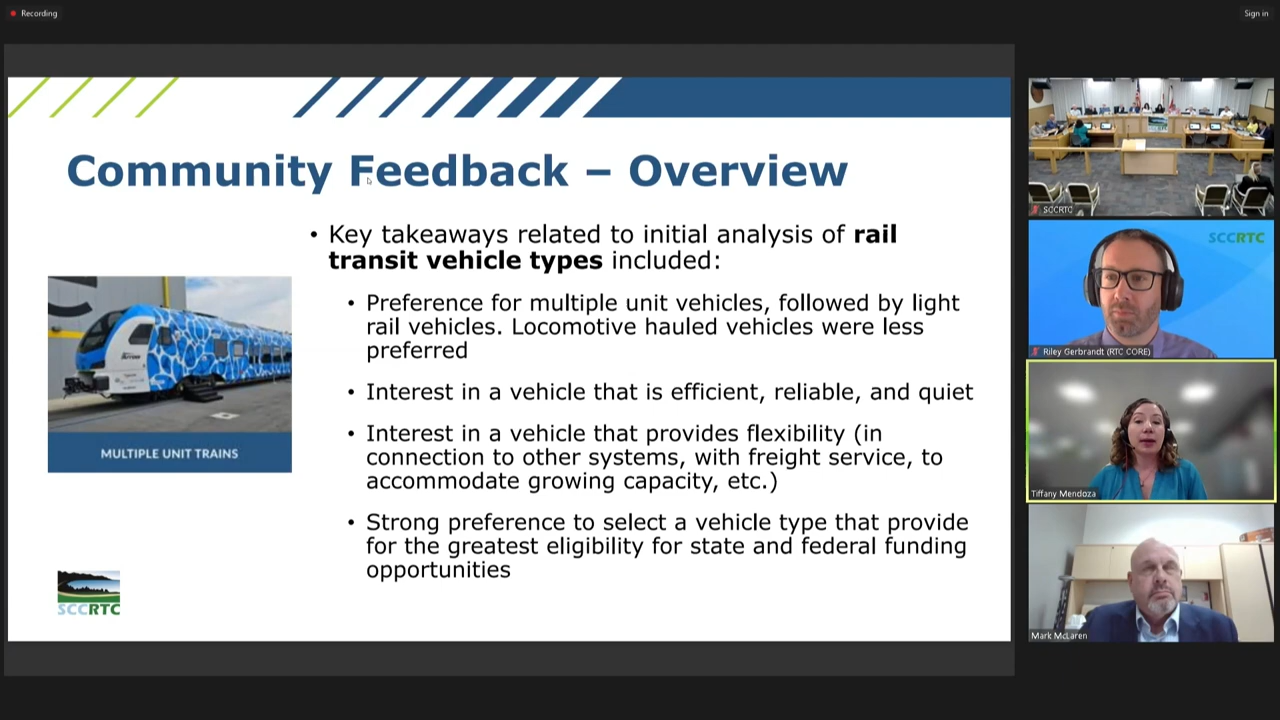 Recording
Sign in
Community Feedback – Overview
• Key takeaways related to initial analysis of rail
transit vehicle types included:
• Preference for multiple unit vehicles, followed by light
rail vehicles. Locomotive hauled vehicles were less
preferred
• Interest in a vehicle that is efficient, reliable, and quiet
• Interest in a vehicle that provides flexibility (in
connection to other systems, with freight service, to
accommodate growing capacity, etc.)
• Strong preference to select a vehicle type that provide
for the greatest eligibility for state and federal funding
opportunities
MULTIPLE UNIT TRAINS
SCCRTC
SCCRTC
SCCRTC
Riley Gerbrandt (RTC CORE)
Tiffany Mendoza
Mark McLaren